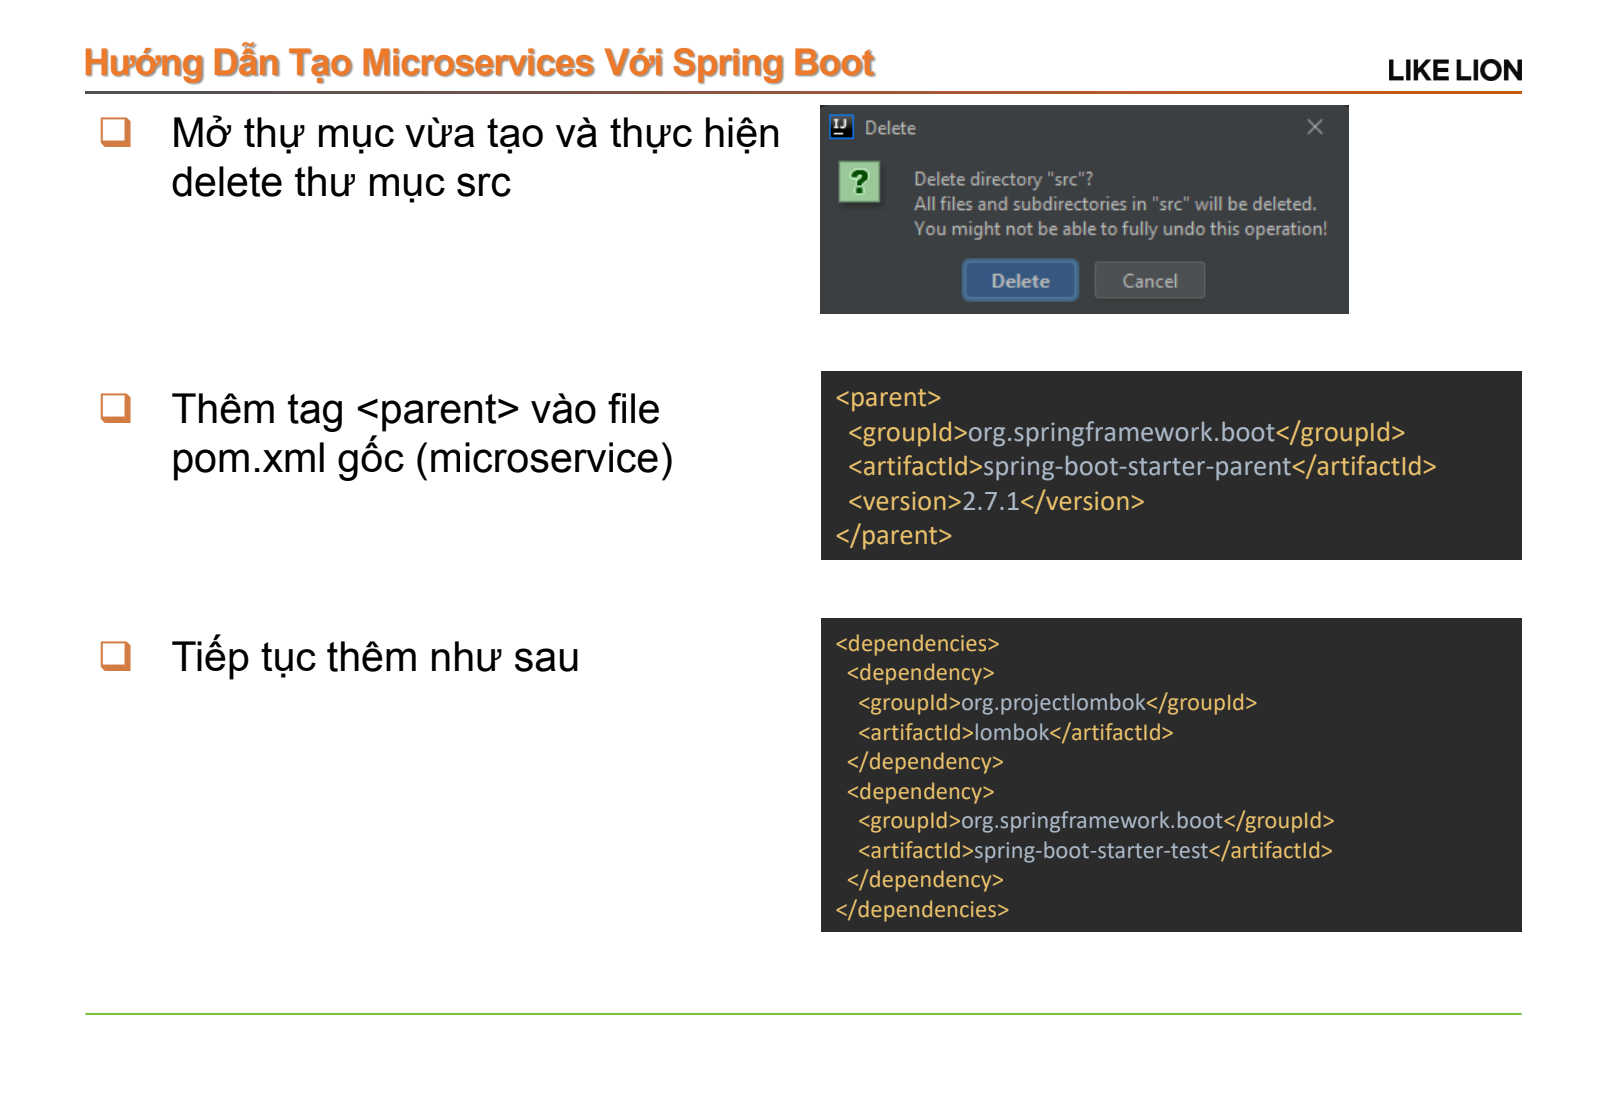 Hướng Dẫn Tạo Microservices Với Spring Boot
LIKE LION
Mở thự mục vừa tạo và thực hiện
delete thư mục src
Delete
Delete directory "src"?
All files and subdirectories in "src" will be deleted.
You might not be able to fully undo this operation!
Delete
Cancel
Thêm tag <parent> vào file
pom.xml gốc (microservice)
<parent>
<groupId>org.springframework.boot</groupId>
<artifactId>spring-boot-starter-parent</artifactId>
<version>2.7.1</version>
</parent>
Tiếp tục thêm như sau
<dependencies>
<dependency>
<groupId>org.projectlombok</groupId>
<artifactId>lombok</artifactId>
</dependency>
<dependency>
<groupId>org.springframework.boot</groupId>
<artifactId>spring-boot-starter-test</artifactId>
</dependency>
</dependencies>